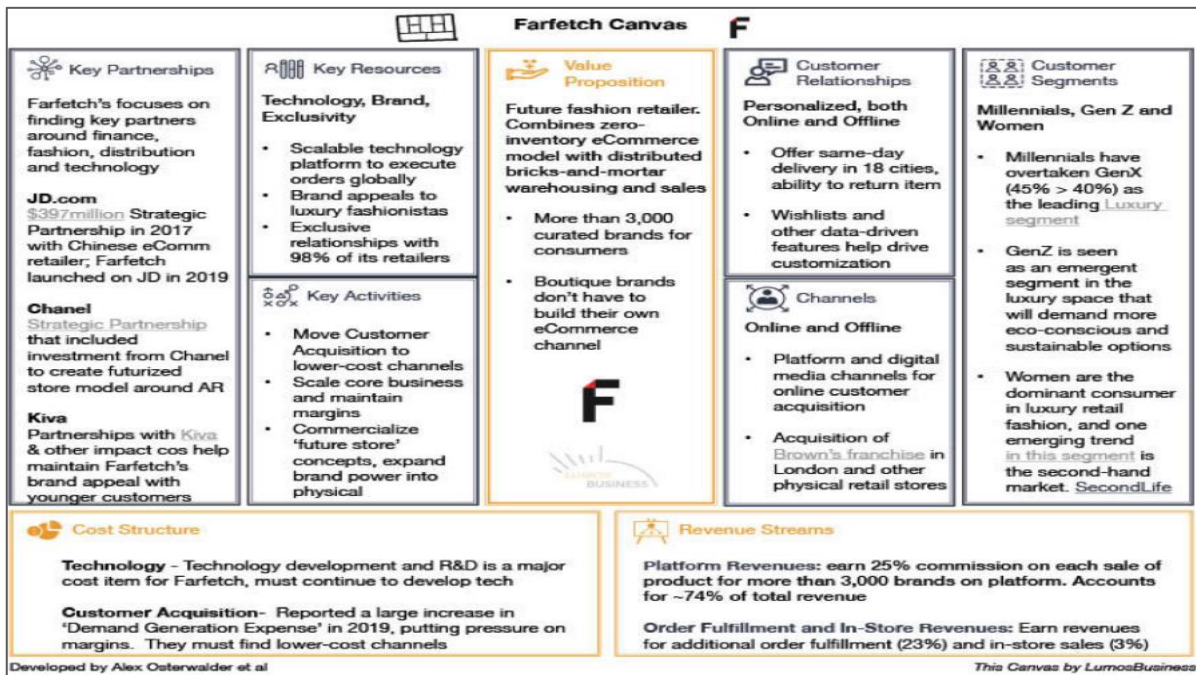 Farfetch Canvas
Key Partnerships
Farfetch's focuses on
finding key partners
around finance,
fashion, distribution
and technology
JD.com
$397million Strategic
Partnership in 2017
with Chinese eComm
retailer; Farfetch
launched on JD in 2019
Chanel
Strategic Partnership
that included
investment from Chanel
to create futurized
store model around AR
Kiva
Partnerships with Kiva
& other impact cos help
maintain Farfetch's
brand appeal with
younger customers
Key Resources
Technology, Brand,
Exclusivity
• Scalable technology
platform to execute
orders globally
• Brand appeals to
luxury fashionistas
• Exclusive
relationships with
98% of its retailers
Key Activities
• Move Customer
Acquisition to
lower-cost channels
• Scale core business
and maintain
margins
• Commercialize
'future store'
concepts, expand
brand power into
physical
Value
Proposition
Future fashion retailer.
Combines zero-
inventory eCommerce
model with distributed
bricks-and-mortar
warehousing and sales
• More than 3,000
curated brands for
consumers
• Boutique brands
don't have to
build their own
eCommerce
channel
F
LUMOS
BUSINESS
Customer
Relationships
Personalized, both
Online and Offline
• Offer same-day
delivery in 18 cities,
ability to return item
• Wishlists and
other data-driven
features help drive
customization
Channels
Online and Offline
• Platform and digital
media channels for
online customer
acquisition
• Acquisition of
Brown's franchise in
London and other
physical retail stores
Customer
Segments
Millennials, Gen Z and
Women
• Millennials have
overtaken GenX
(45% > 40%) as
the leading Luxury
segment
• GenZ is seen
as an emergent
segment in the
luxury space that
will demand more
eco-conscious and
sustainable options
• Women are the
dominant consumer
in luxury retail
fashion, and one
emerging trend
in this segment is
the second-hand
market. SecondLife
Cost Structure
Technology - Technology development and R&D is a major
cost item for Farfetch, must continue to develop tech
Customer Acquisition- Reported a large increase in
'Demand Generation Expense' in 2019, putting pressure on
margins. They must find lower-cost channels
Revenue Streams
Platform Revenues: earn 25% commission on each sale of
product for more than 3,000 brands on platform. Accounts
for ~74% of total revenue
Order Fulfillment and In-Store Revenues: Earn revenues
for additional order fulfillment (23%) and in-store sales (3%)
Developed by Alex Osterwalder et al
This Canvas by LumosBusiness